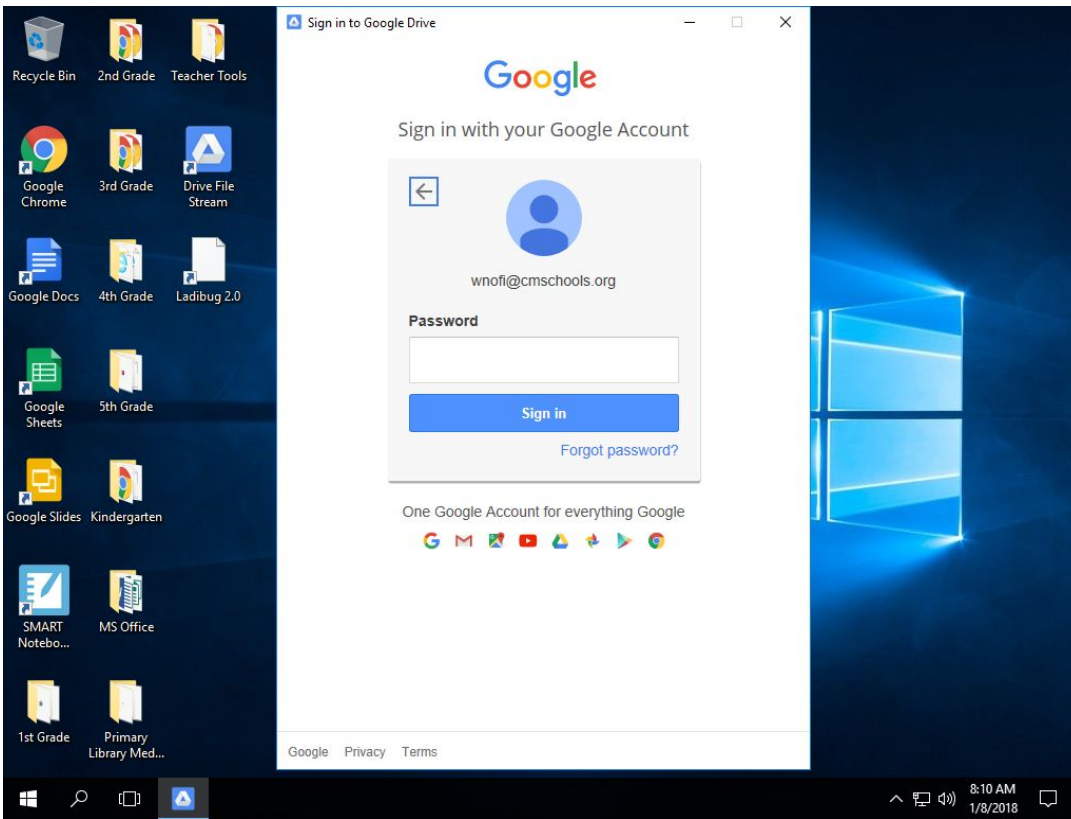 Recycle Bin
2nd Grade
Teacher Tools
Google
Chrome
3rd Grade
Drive File
Stream
Google Docs
4th Grade
Ladibug 2.0
Google
Sheets
5th Grade
Google Slides
Kindergarten
SMART
Notebo...
MS Office
1st Grade
Primary
Library Med...
Sign in to Google Drive
Google
Sign in with your Google Account
wnofi@cmschools.org
Password
Sign in
Forgot password?
One Google Account for everything Google
Google Privacy Terms
8:10 AM
1/8/2018